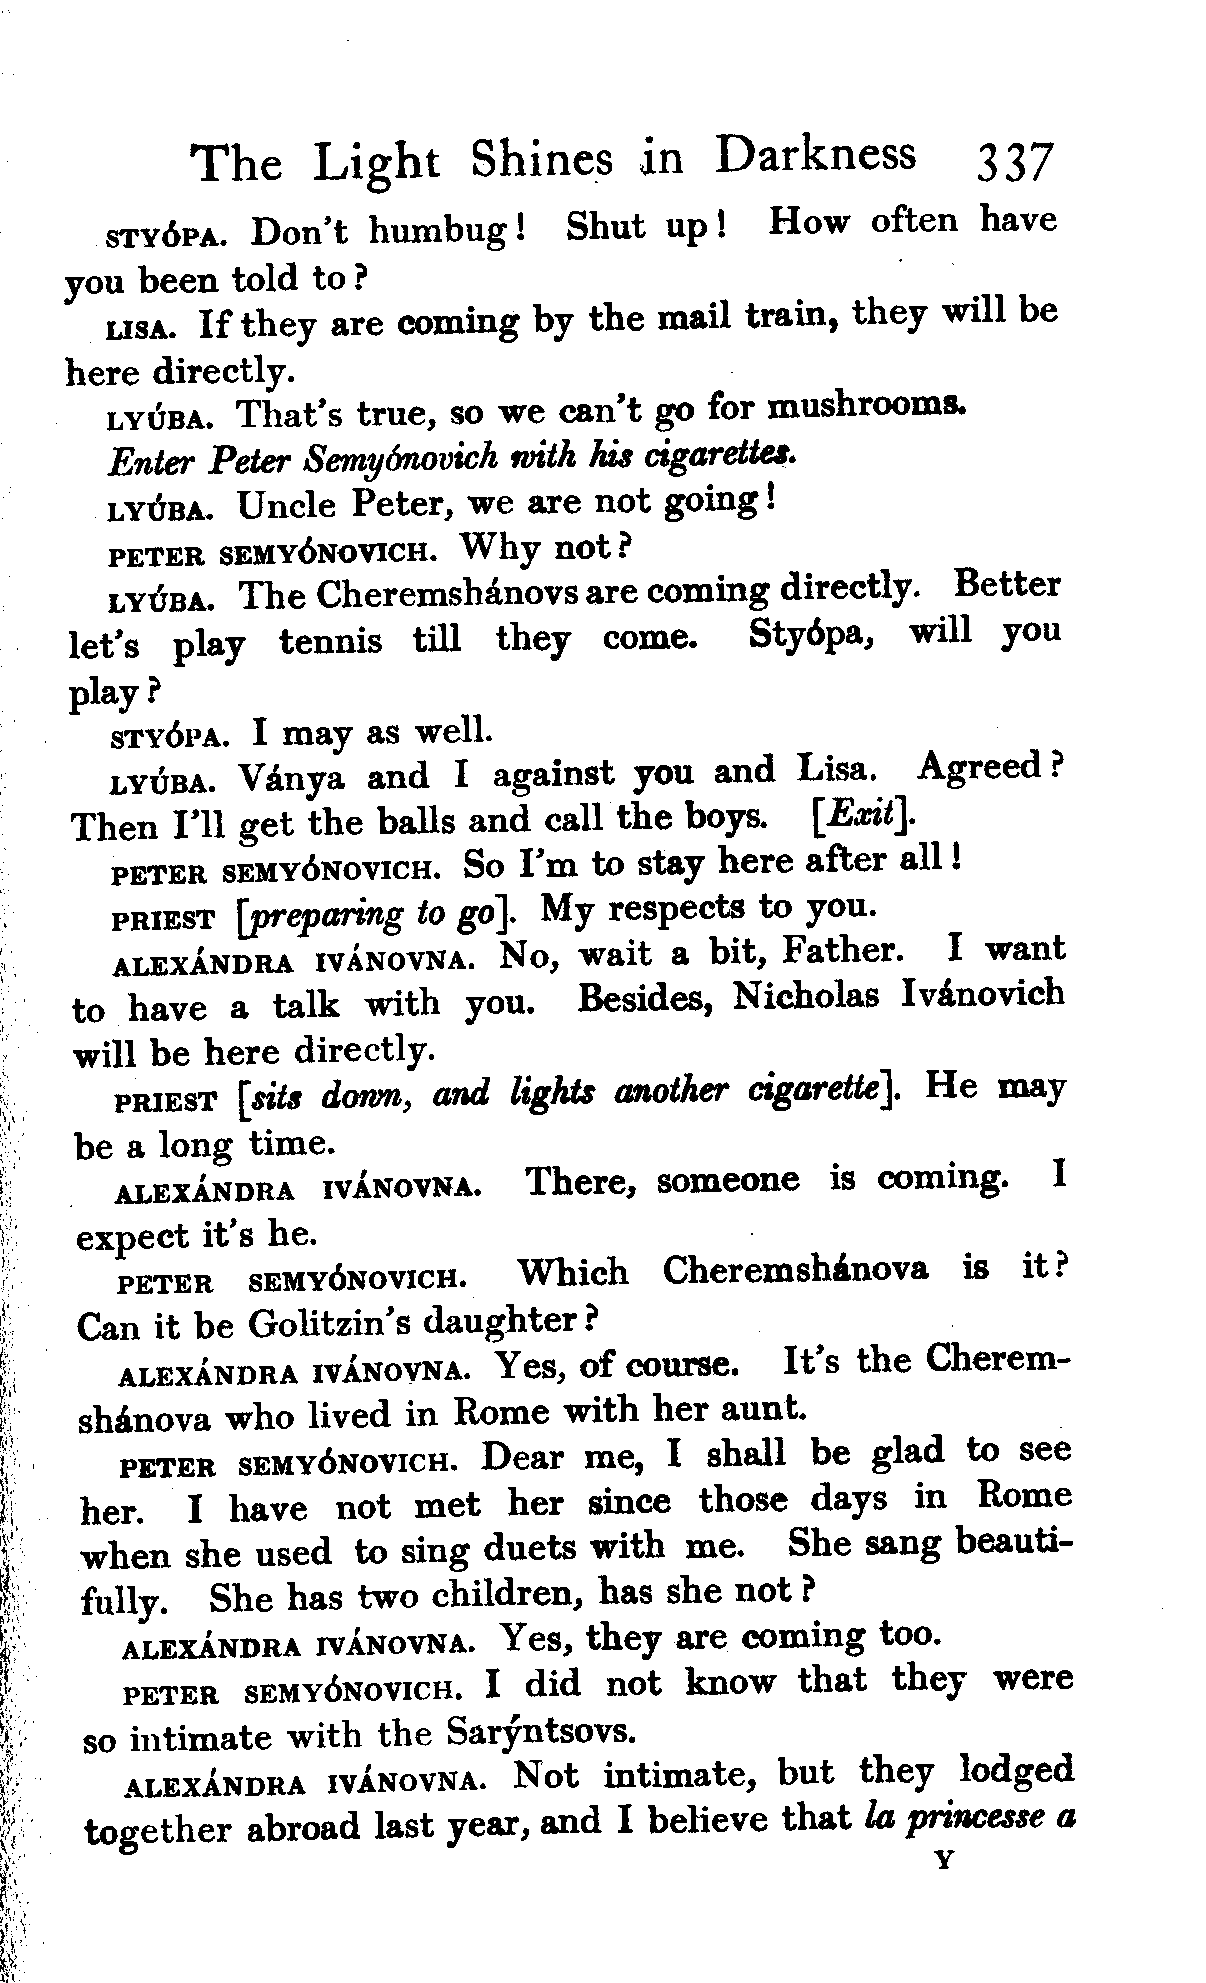 The Light Shines in Darkness 337
STYÓPA. Don't humbug! Shut up! How often have
you been told to?
LISA. If they are coming by the mail train, they will be
here directly.
LYÚBA. That's true, so we can't go for mushrooms.
Enter Peter Semyónovich with his cigarettes.
LYÚBA. Uncle Peter, we are not going!
PETER SEMYÓNOVICH. Why not?
LYÚBA. The Cheremshánovs are coming directly. Better
let's play tennis till they come. Styópa, will you
play?
STYÓPA. I may as well.
LYÚBA. Ványa and I against you and Lisa. Agreed?
Then I'll get the balls and call the boys. [Exit].
PETER SEMYÓNOVICH. So I'm to stay here after all!
PRIEST [preparing to go]. My respects to you.
ALEXÁNDRA IVÁNOVNA. No, wait a bit, Father. I want
to have a talk with you. Besides, Nicholas Ivánovich
will be here directly.
PRIEST [sits down, and lights another cigarette]. He may
be a long time.
ALEXÁNDRA IVÁNOVNA. There, someone is coming. I
expect it's he.
PETER SEMYÓNOVICH. Which Cheremshánova is it?
Can it be Golitzin's daughter?
ALEXÁNDRA IVÁNOVNA. Yes, of course. It's the Cherem-
shánova who lived in Rome with her aunt.
PETER SEMYÓNOVICH. Dear me, I shall be glad to see
her. I have not met her since those days in Rome
when she used to sing duets with me. She sang beauti-
fully. She has two children, has she not?
ALEXÁNDRA IVÁNOVNA. Yes, they are coming too.
PETER SEMYÓNOVICH. I did not know that they were
so intimate with the Sarýntsovs.
ALEXÁNDRA IVÁNOVNA. Not intimate, but they lodged
together abroad last year, and I believe that la princesse a
Y